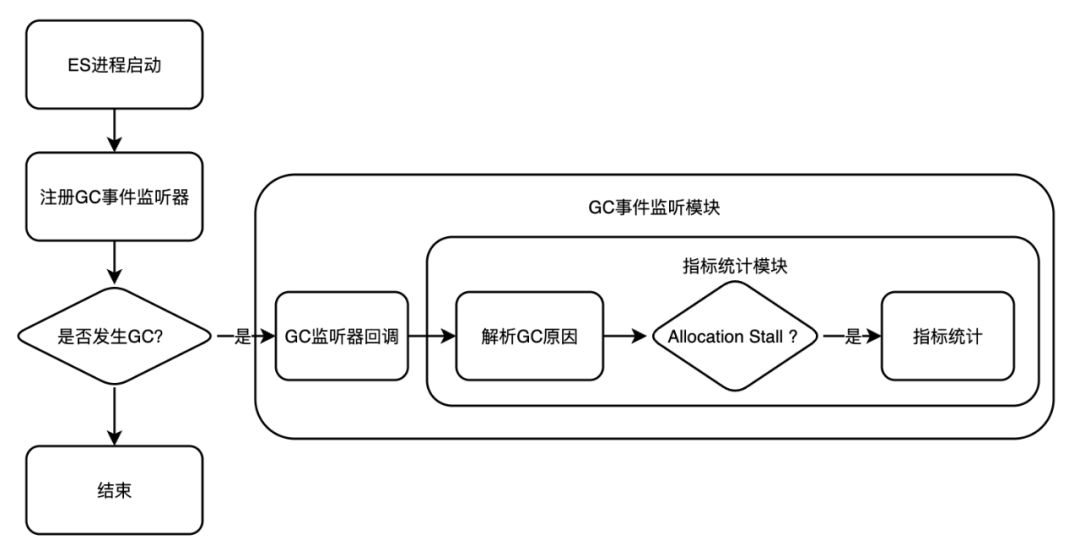 ES进程启动
注册GC事件监听器
是否发生GC?
是
结束
GC事件监听模块
GC监听器回调
指标统计模块
解析GC原因
Allocation Stall ?
是
指标统计